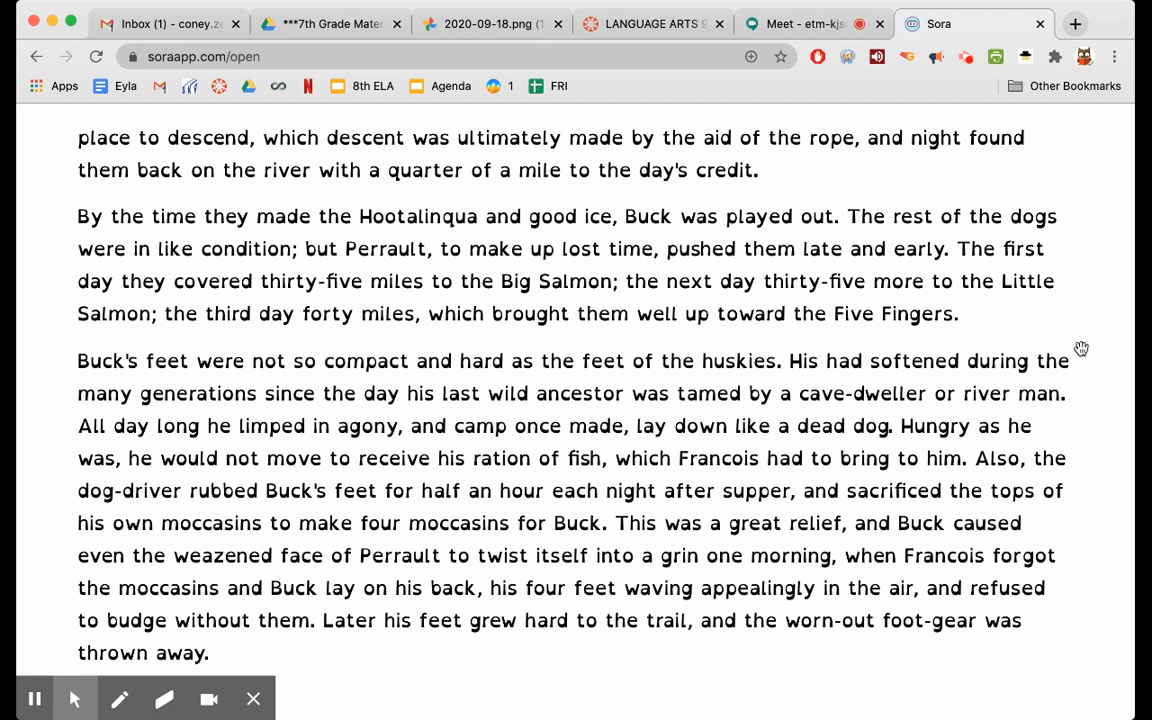 Inbox (1) - coney.z
***7th Grade Mater
2020-09-18.png (1
LANGUAGE ARTS 9
Meet - etm-kjs
Sora
soraapp.com/open
Apps
Eyla
8th ELA
Agenda
1
FRI
Other Bookmarks
place to descend, which descent was ultimately made by the aid of the rope, and night found
them back on the river with a quarter of a mile to the day's credit.
By the time they made the Hootalinqua and good ice, Buck was played out. The rest of the dogs
were in like condition; but Perrault, to make up lost time, pushed them late and early. The first
day they covered thirty-five miles to the Big Salmon; the next day thirty-five more to the Little
Salmon; the third day forty miles, which brought them well up toward the Five Fingers.
Buck's feet were not so compact and hard as the feet of the huskies. His had softened during the
many generations since the day his last wild ancestor was tamed by a cave-dweller or river man.
All day long he limped in agony, and camp once made, lay down like a dead dog. Hungry as he
was, he would not move to receive his ration of fish, which Francois had to bring to him. Also, the
dog-driver rubbed Buck's feet for half an hour each night after supper, and sacrificed the tops of
his own moccasins to make four moccasins for Buck. This was a great relief, and Buck caused
even the weazened face of Perrault to twist itself into a grin one morning, when Francois forgot
the moccasins and Buck lay on his back, his four feet waving appealingly in the air, and refused
to budge without them. Later his feet grew hard to the trail, and the worn-out foot-gear was
thrown away.